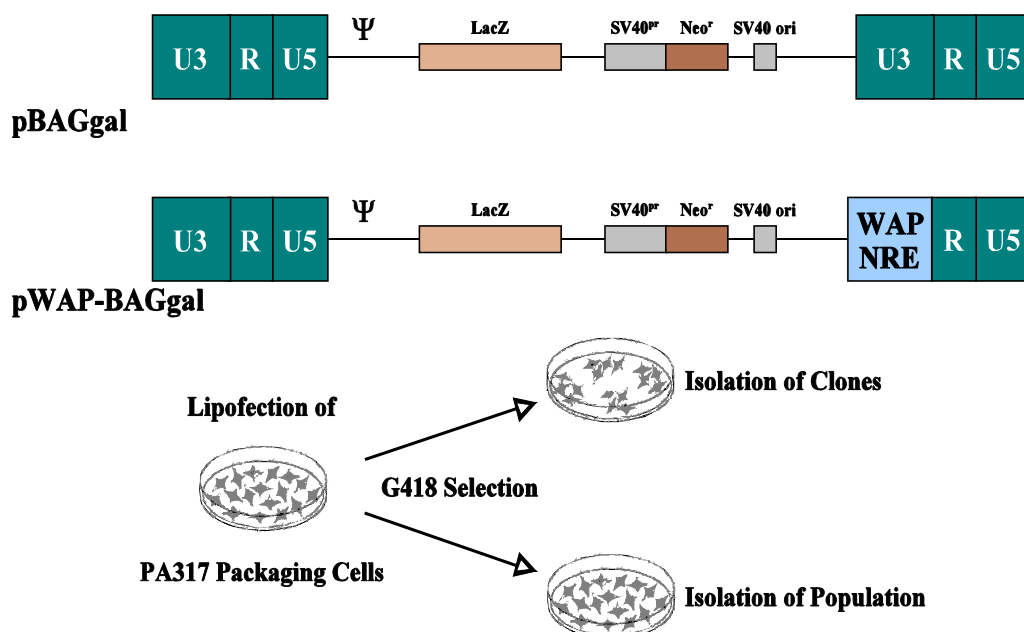 Ψ LacZ SV40pr Neor SV40 ori
U3 R U5 U3 R U5
pBAGgal
Ψ LacZ SV40pr Neor SV40 ori
U3 R U5 WAP NRE R U5
pWAP-BAGgal
Isolation of Clones
Lipofection of
G418 Selection
PA317 Packaging Cells
Isolation of Population